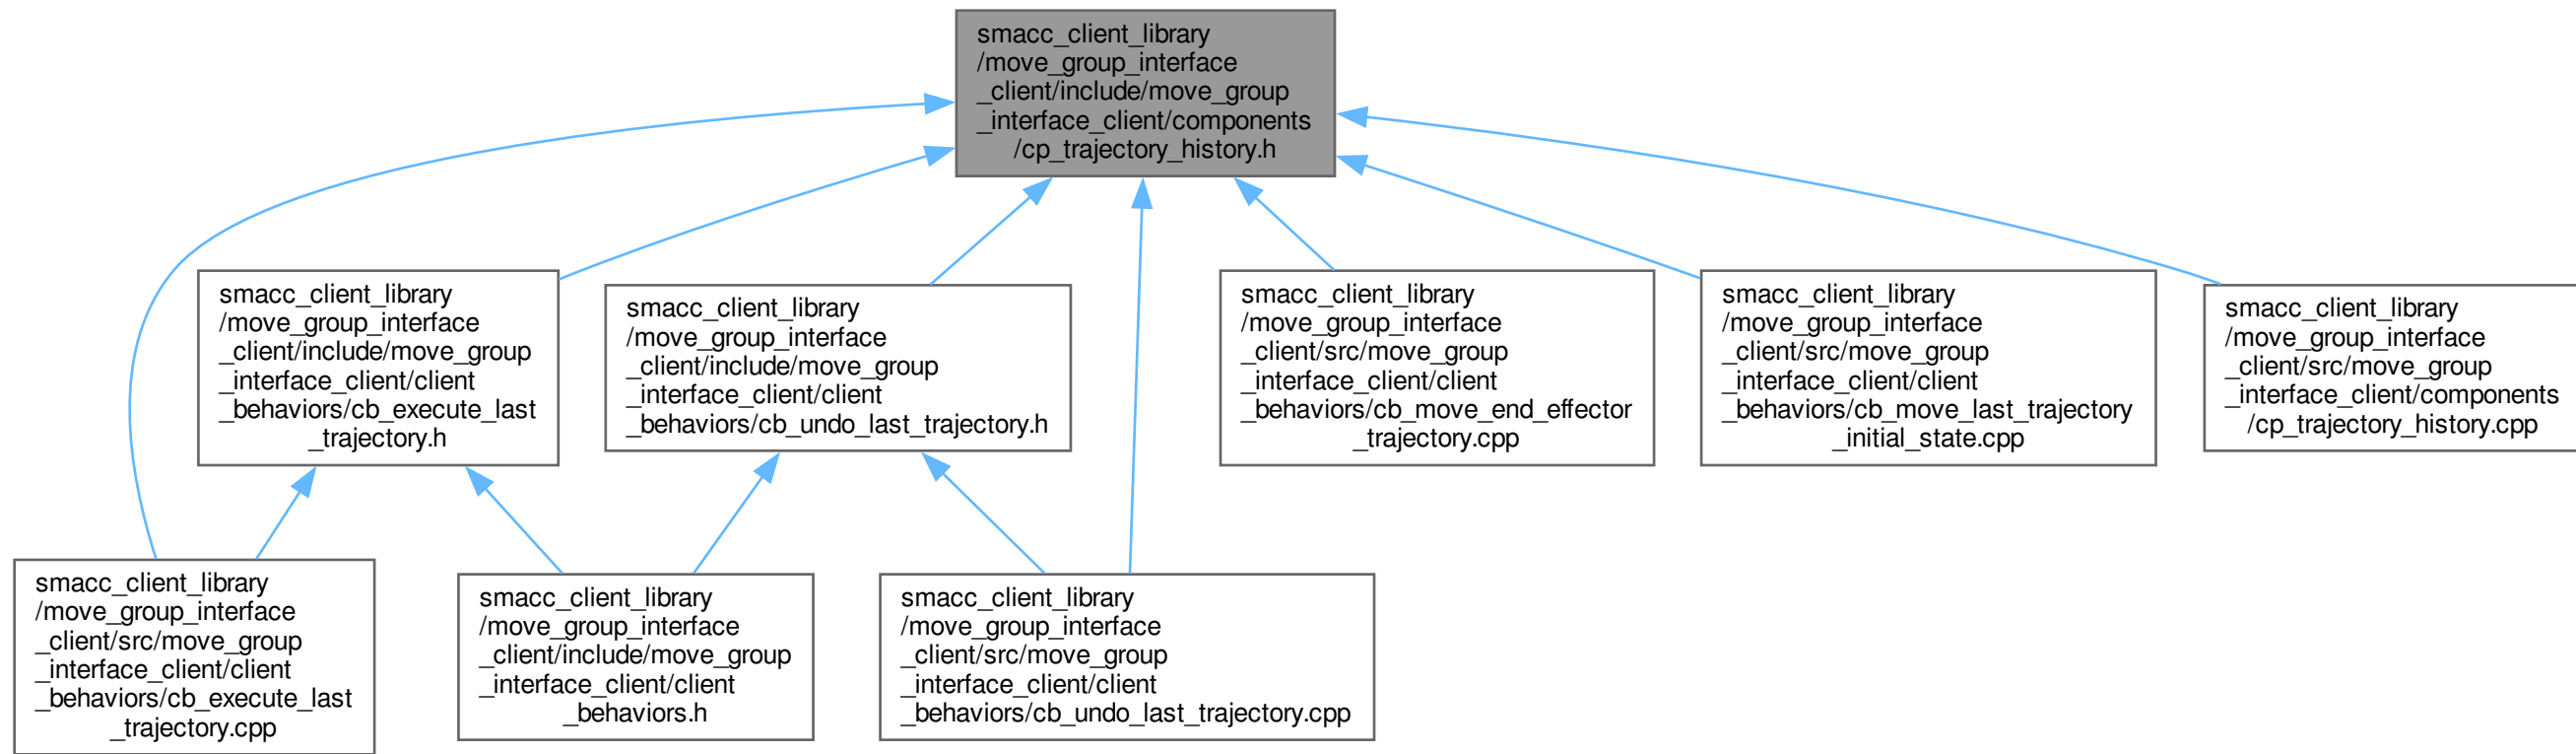 smacc_client_library
/move_group_interface
_client/include/move_group
_interface_client/components
/cp_trajectory_history.h
smacc_client_library
/move_group_interface
_client/include/move_group
_interface_client/client
_behaviors/cb_execute_last
_trajectory.h
smacc_client_library
/move_group_interface
_client/include/move_group
_interface_client/client
_behaviors/cb_undo_last_trajectory.h
smacc_client_library
/move_group_interface
_client/src/move_group
_interface_client/client
_behaviors/cb_move_end_effector
_trajectory.cpp
smacc_client_library
/move_group_interface
_client/src/move_group
_interface_client/client
_behaviors/cb_move_last_trajectory
_initial_state.cpp
smacc_client_library
/move_group_interface
_client/src/move_group
_interface_client/components
/cp_trajectory_history.cpp
smacc_client_library
/move_group_interface
_client/src/move_group
_interface_client/client
_behaviors/cb_execute_last
_trajectory.cpp
smacc_client_library
/move_group_interface
_client/include/move_group
_interface_client/client
_behaviors.h
smacc_client_library
/move_group_interface
_client/src/move_group
_interface_client/client
_behaviors/cb_undo_last_trajectory.cpp